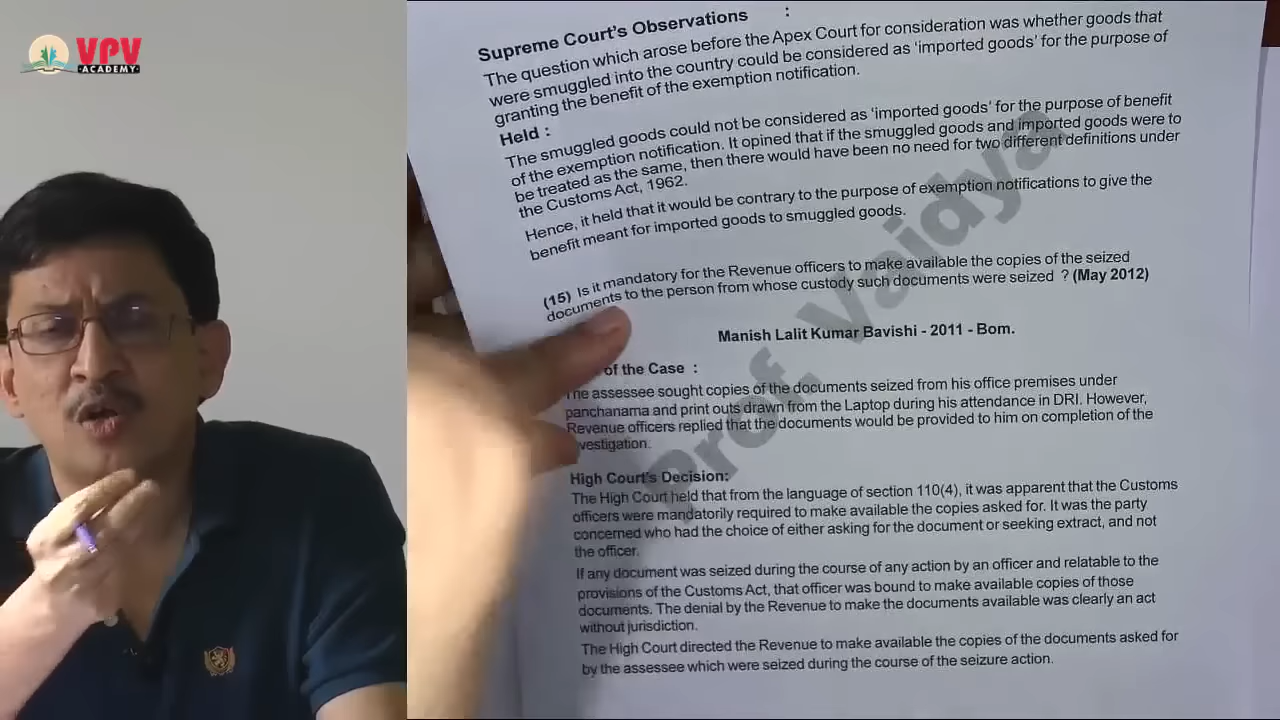 VPV
ACADEMY
Supreme Court's Observations :
The question which arose before the Apex Court for consideration was whether goods that
were smuggled into the country could be considered as 'imported goods' for the purpose of
granting the benefit of the exemption notification.
Held :
The smuggled goods could not be considered as 'imported goods' for the purpose of benefit
of the exemption notification. It opined that if the smuggled goods and imported goods were to
be treated as the same, then there would have been no need for two different definitions under
the Customs Act, 1962.
Hence, it held that it would be contrary to the purpose of exemption notifications to give the
benefit meant for imported goods to smuggled goods.
(15) Is it mandatory for the Revenue officers to make available the copies of the seized
documents to the person from whose custody such documents were seized ? (May 2012)
Manish Lalit Kumar Bavishi - 2011 - Bom.
of the Case :
The assessee sought copies of the documents seized from his office premises under
panchanama and print outs drawn from the Laptop during his attendance in DRI. However,
Revenue officers replied that the documents would be provided to him on completion of the
vestigation.
High Court's Decision:
The High Court held that from the language of section 110(4), it was apparent that the Customs
officers were mandatorily required to make available the copies asked for. It was the party
concerned who had the choice of either asking for the document or seeking extract, and not
the officer.
If any document was seized during the course of any action by an officer and relatable to the
provisions of the Customs Act, that officer was bound to make available copies of those
documents. The denial by the Revenue to make the documents available was clearly an act
without jurisdiction.
The High Court directed the Revenue to make available the copies of the documents asked for
by the assessee which were seized during the course of the seizure action.
Prof. Vaidya